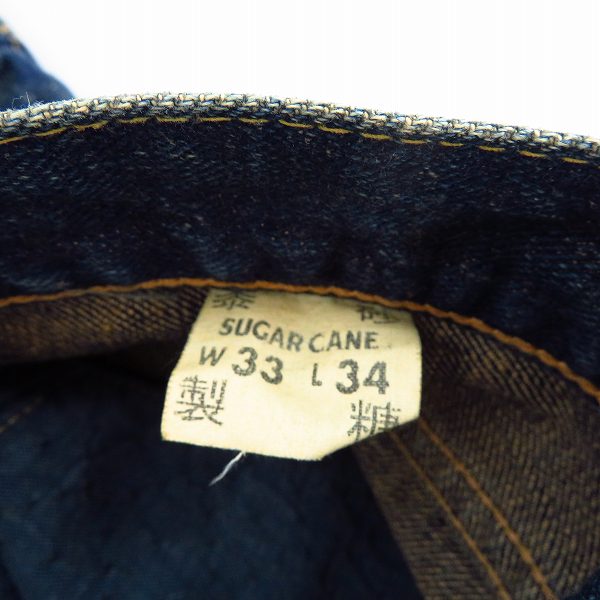 SUGAR CANE
W 33 L 34
製 糖